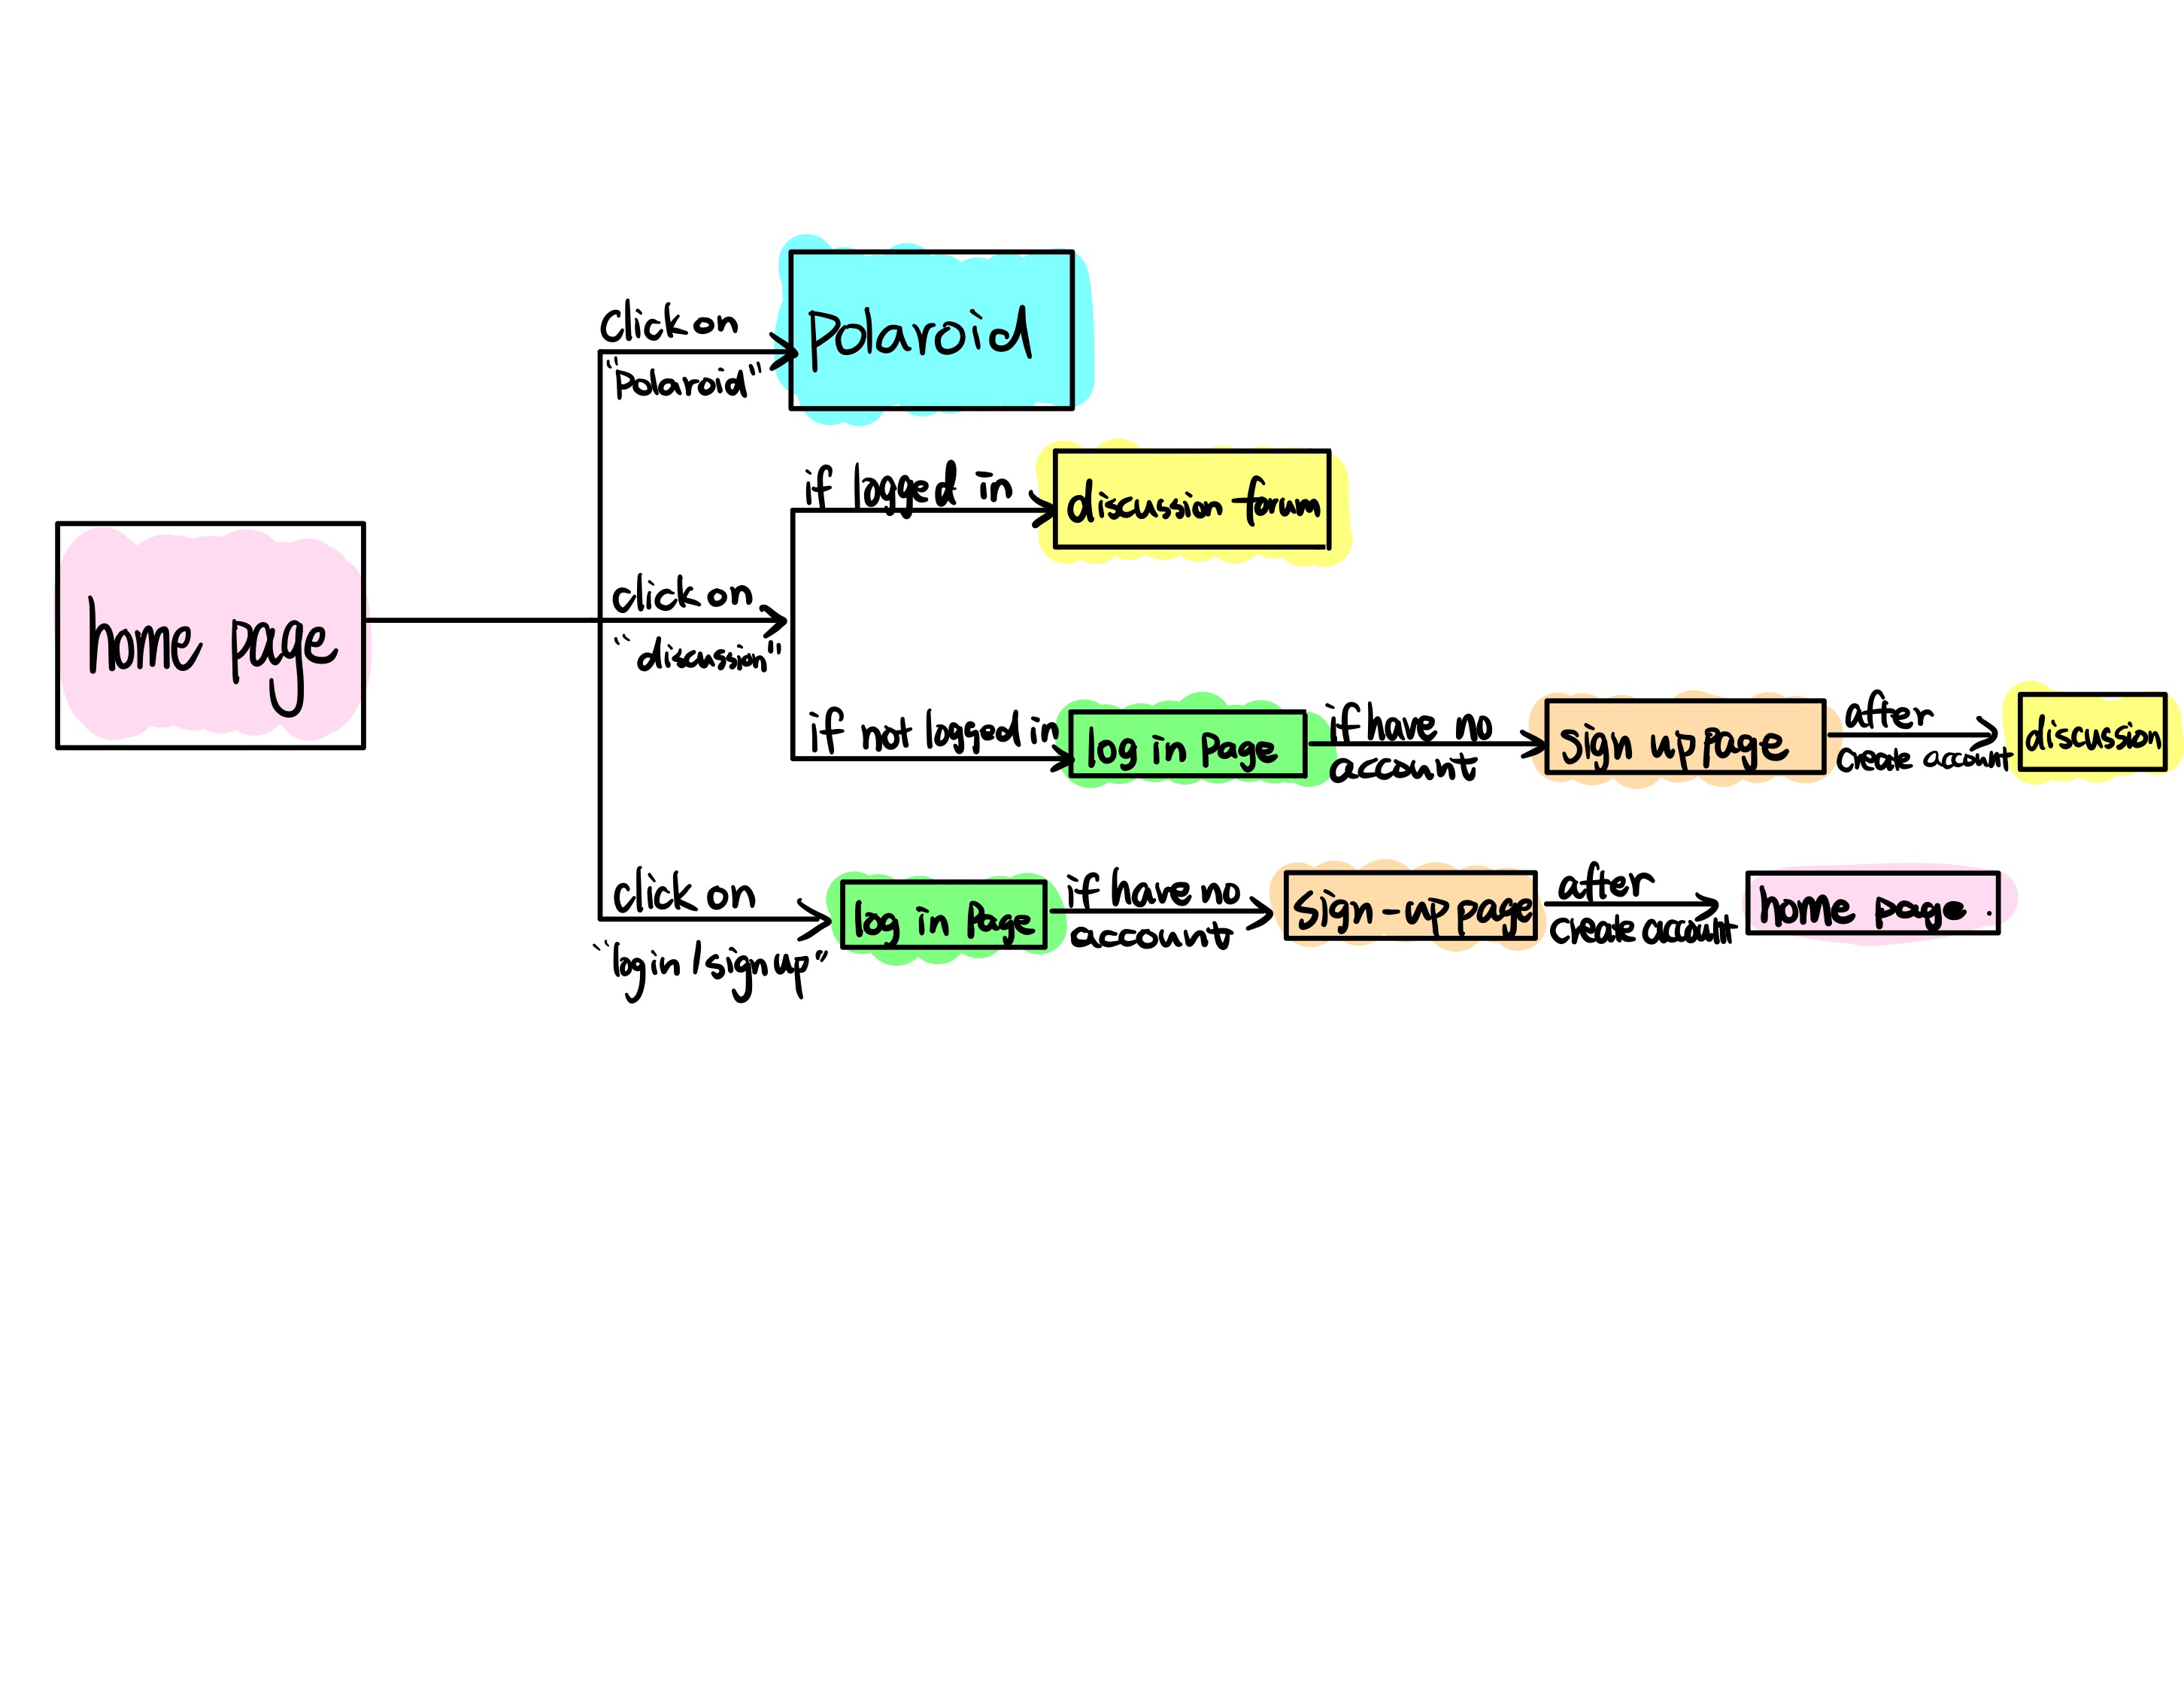 home page
click on
"Polaroid"
Polaroid
if logged in
discussion forum
click on
"discussion"
if not logged in
log in page
if have no
account
sign up Page
after
create account
discussion
clik on
"login / sign up"
log in Page
if have no
account
sign-up page
after
create account
home page.